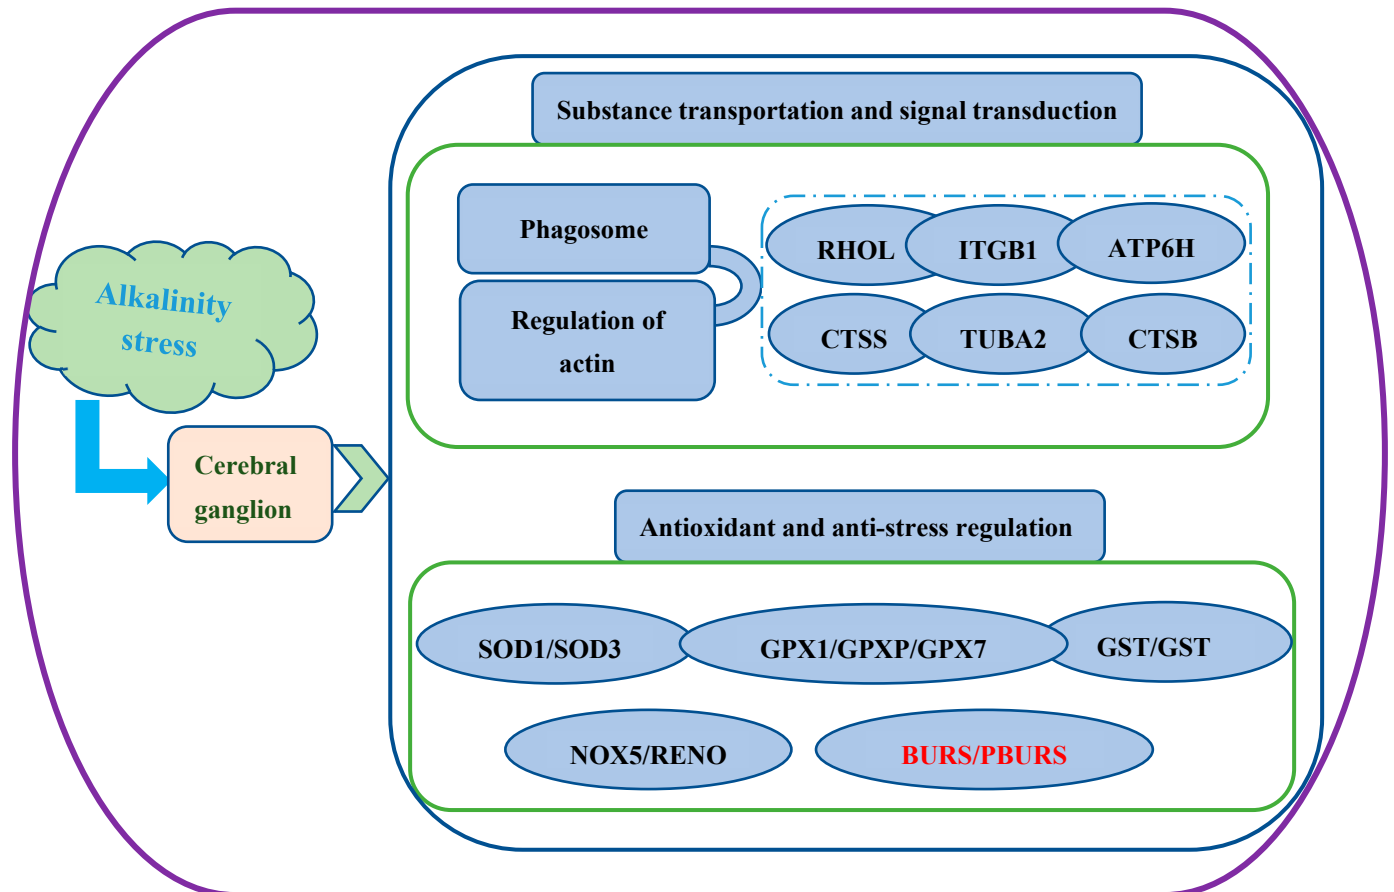 Substance transportation and signal transduction
Phagosome
Regulation of
actin
RHOL
ITGB1
ATP6H
CTSS
TUBA2
CTSB
Alkalinity
stress
Cerebral
ganglion
Antioxidant and anti-stress regulation
SOD1/SOD3
GPX1/GPXP/GPX7
GST/GST
NOX5/RENO
BURS/PBURS